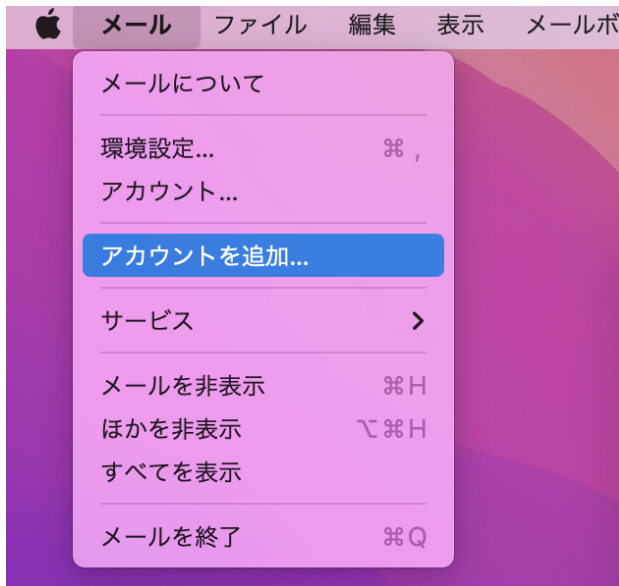 メール ファイル 編集 表示 メールボ
メールについて
環境設定... ⌘ ,
アカウント...
アカウントを追加...
サービス
メールを非表示 ⌘H
ほかを非表示 ⌥⌘H
すべてを表示
メールを終了 ⌘Q